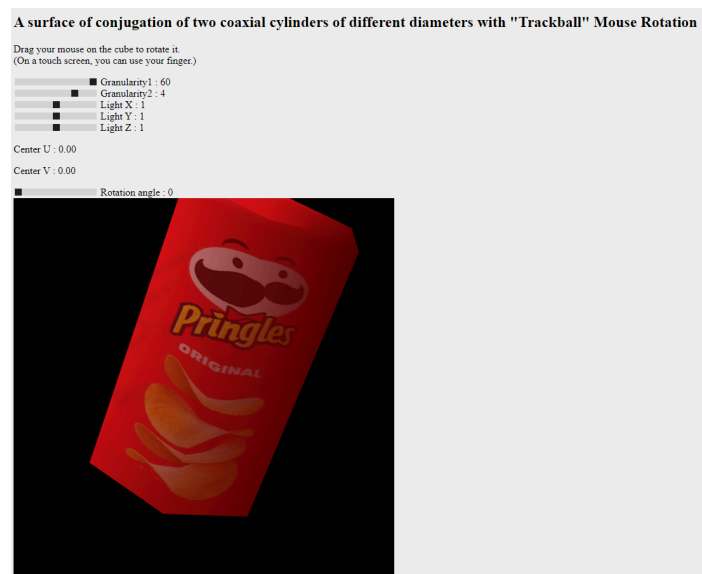 A surface of conjugation of two coaxial cylinders of different diameters with "Trackball" Mouse Rotation
Drag your mouse on the cube to rotate it.
(On a touch screen, you can use your finger.)
Granularity1 : 60
Granularity2 : 4
Light X : 1
Light Y : 1
Light Z : 1
Center U : 0.00
Center V : 0.00
Rotation angle : 0
Pringles
ORIGINAL